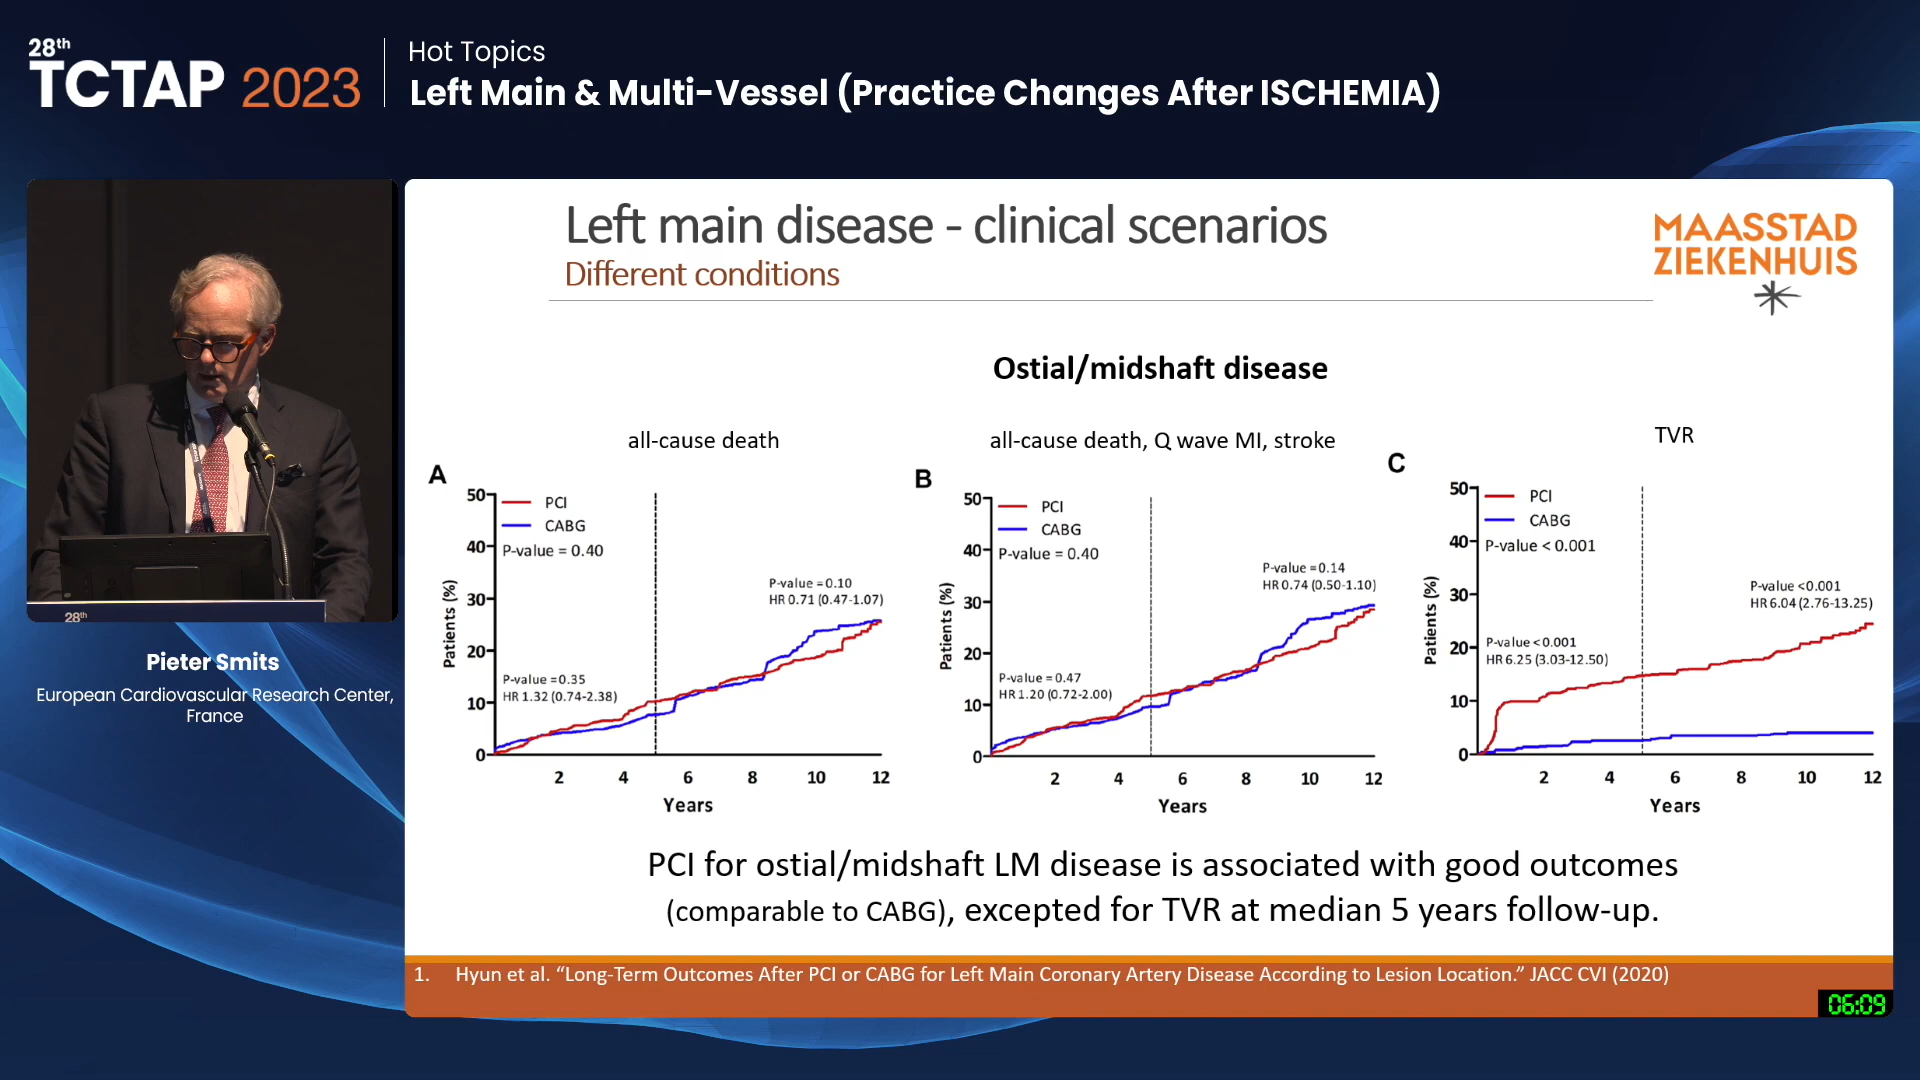 28th
TCTAP 2023
Hot Topics
Left Main & Multi-Vessel (Practice Changes After ISCHEMIA)
28th
Pieter Smits
European Cardiovascular Research Center,
France
Left main disease - clinical scenarios
Different conditions
MAASSTAD
ZIEKENHUIS
Ostial/midshaft disease
all-cause death
A
50
40
30
20
10
0
Patients (%)
PCI
CABG
P-value = 0.40
P-value =0.10
HR 0.71 (0.47-1.07)
P-value =0.35
HR 1.32 (0.74-2.38)
2 4 6 8 10 12
Years
all-cause death, Q wave MI, stroke
B
50
40
30
20
10
0
Patients (%)
PCI
CABG
P-value = 0.40
P-value =0.14
HR 0.74 (0.50-1.10)
P-value =0.47
HR 1.20 (0.72-2.00)
2 4 6 8 10 12
Years
TVR
C
50
40
30
20
10
0
Patients (%)
PCI
CABG
P-value < 0.001
P-value <0.001
HR 6.04 (2.76-13.25)
P-value <0.001
HR 6.25 (3.03-12.50)
2 4 6 8 10 12
Years
PCI for ostial/midshaft LM disease is associated with good outcomes
(comparable to CABG), excepted for TVR at median 5 years follow-up.
1. Hyun et al. “Long-Term Outcomes After PCI or CABG for Left Main Coronary Artery Disease According to Lesion Location.” JACC CVI (2020)
06:09